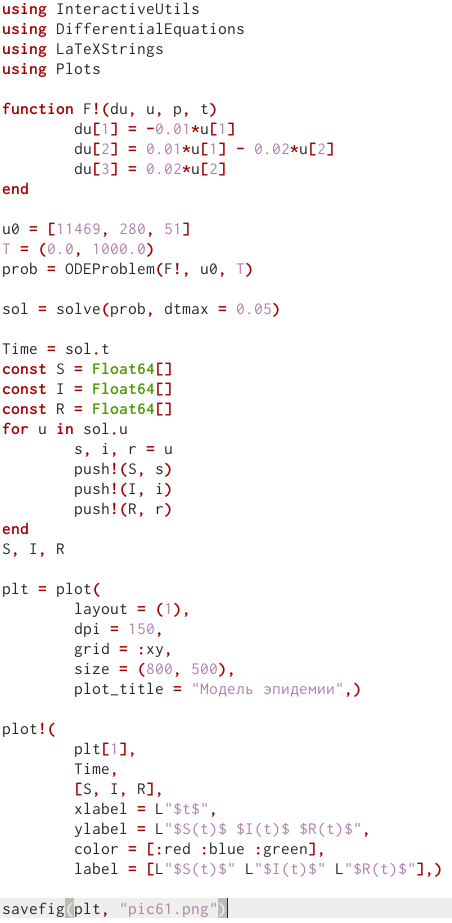 using InteractiveUtils
using DifferentialEquations
using LaTeXStrings
using Plots

function F!(du, u, p, t)
        du[1] = -0.01*u[1]
        du[2] = 0.01*u[1] - 0.02*u[2]
        du[3] = 0.02*u[2]
end

u0 = [11469, 280, 51]
T = (0.0, 1000.0)
prob = ODEProblem(F!, u0, T)

sol = solve(prob, dtmax = 0.05)

Time = sol.t
const S = Float64[]
const I = Float64[]
const R = Float64[]
for u in sol.u
        s, i, r = u
        push!(S, s)
        push!(I, i)
        push!(R, r)
end
S, I, R

plt = plot(
        layout = (1),
        dpi = 150,
        grid = :xy,
        size = (800, 500),
        plot_title = "Модель эпидемии",)

plot!(
        plt[1],
        Time,
        [S, I, R],
        xlabel = L"$t$",
        ylabel = L"$S(t)$ $I(t)$ $R(t)$",
        color = [:red :blue :green],
        label = [L"$S(t)$" L"$I(t)$" L"$R(t)$"],)

savefig(plt, "pic61.png")